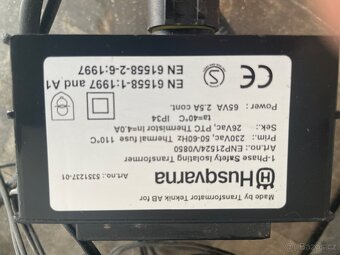 Made by Transformator Teknik AB for
Husqvarna
Art.no.: 5351237-01
1-Phase Safety Isolating Transformer
Art.no.: ENP21524/V0850
Prim: 230Vac, 50-60Hz Thermal fuse 110°C
Sek.: 26Vac, PTC Thermistor In=4.0A
ta=40°C IP34
Power: 65VA 2.5A cont.
S
CE
EN 61558-1:1997 and A1
EN 61558-2-6:1997